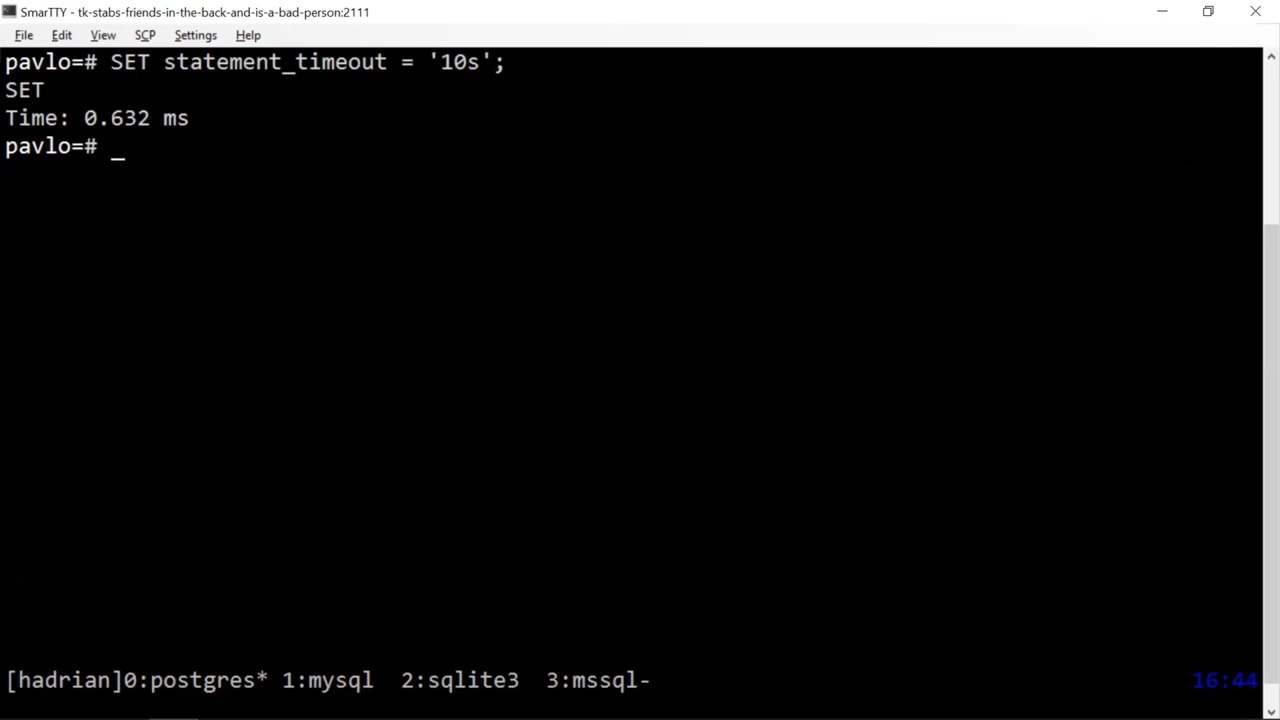 SmarTTY - tk-stabs-friends-in-the-back-and-is-a-bad-person:2111
File Edit View SCP Settings Help
pavlo=# SET statement_timeout = '10s';
SET
Time: 0.632 ms
pavlo=# _
[hadrian]0:postgres* 1:mysql  2:sqlite3  3:mssql- 16:44